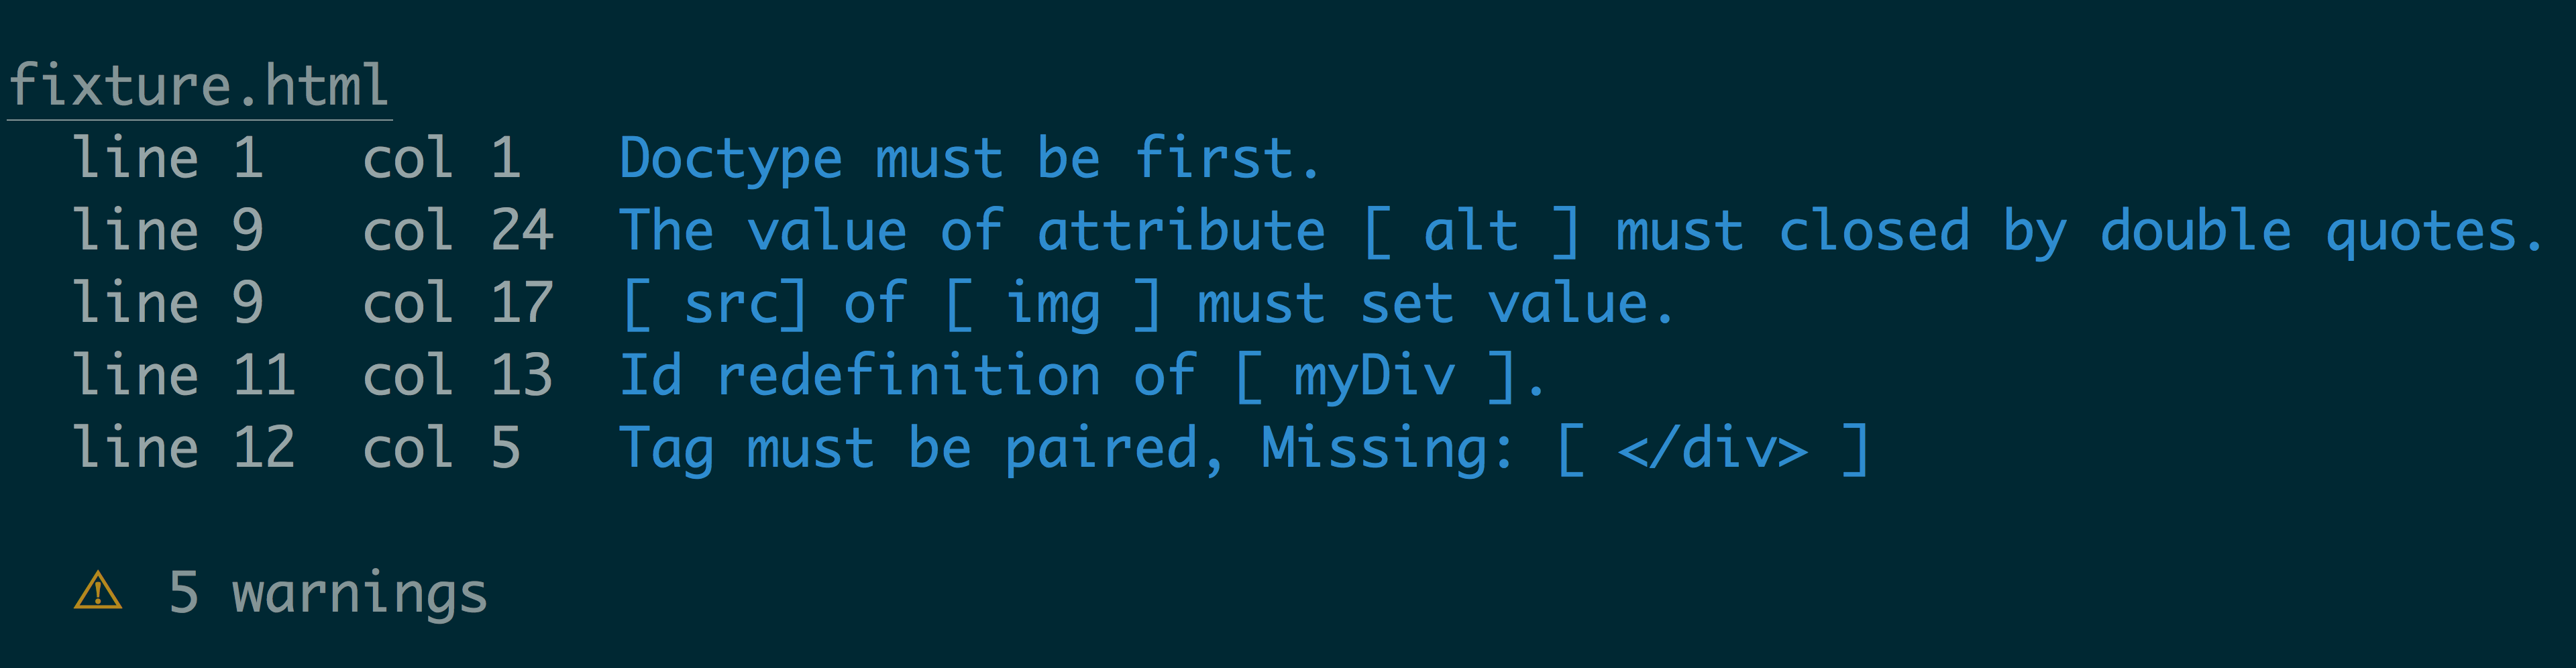 fixture.html
line 1 col 1 Doctype must be first.
line 9 col 24 The value of attribute [ alt ] must closed by double quotes.
line 9 col 17 [ src] of [ img ] must set value.
line 11 col 13 Id redefinition of [ myDiv ].
line 12 col 5 Tag must be paired, Missing: [ </div> ]
⚠ 5 warnings